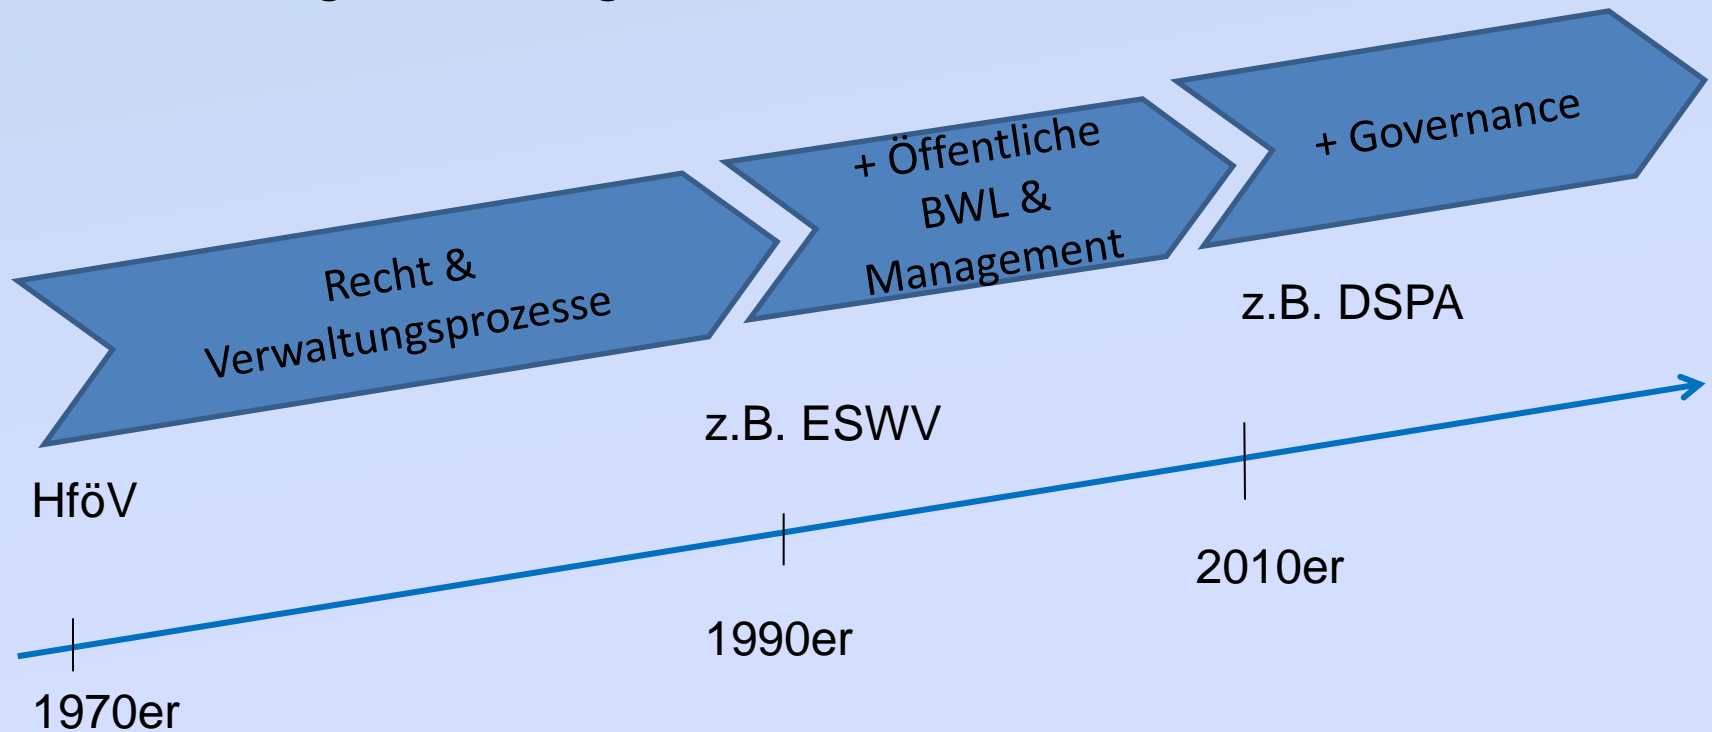 Recht &
Verwaltungsprozesse
+ Öffentliche
BWL &
Management
+ Governance
HföV
z.B. ESWV
z.B. DSPA
1970er
1990er
2010er